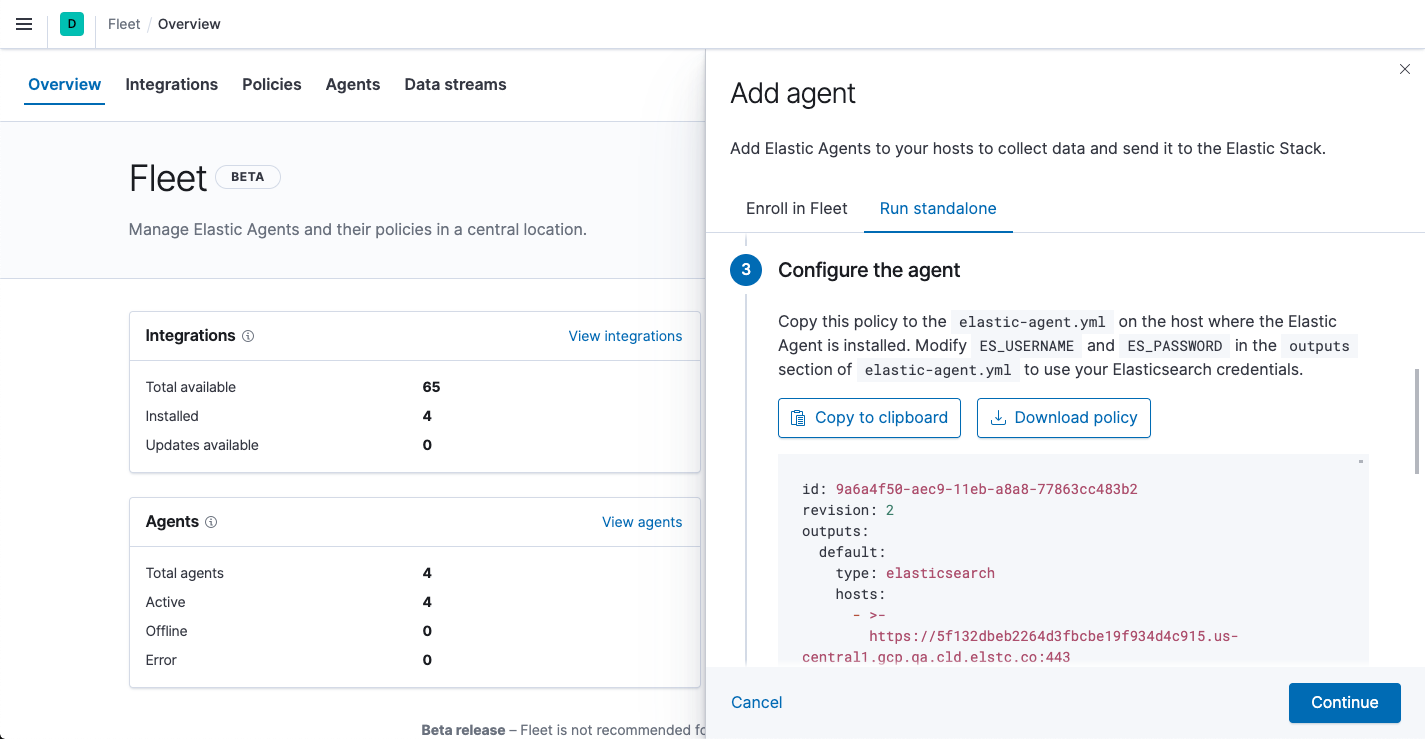 D
Fleet / Overview
Overview
Integrations
Policies
Agents
Data streams
Fleet
BETA
Manage Elastic Agents and their policies in a central location.
Integrations
View integrations
Total available 65
Installed 4
Updates available 0
Agents
View agents
Total agents 4
Active 4
Offline 0
Error 0
Beta release – Fleet is not recommended fo
Add agent
Add Elastic Agents to your hosts to collect data and send it to the Elastic Stack.
Enroll in Fleet
Run standalone
3
Configure the agent
Copy this policy to the elastic-agent.yml on the host where the Elastic
Agent is installed. Modify ES_USERNAME and ES_PASSWORD in the outputs
section of elastic-agent.yml to use your Elasticsearch credentials.
Copy to clipboard
Download policy
id: 9a6a4f50-aec9-11eb-a8a8-77863cc483b2
revision: 2
outputs:
default:
type: elasticsearch
hosts:
- >-
https://5f132dbeb2264d3fbcbe19f934d4c915.us-
central1.gcp.qa.cld.elstc.co:443
Cancel
Continue